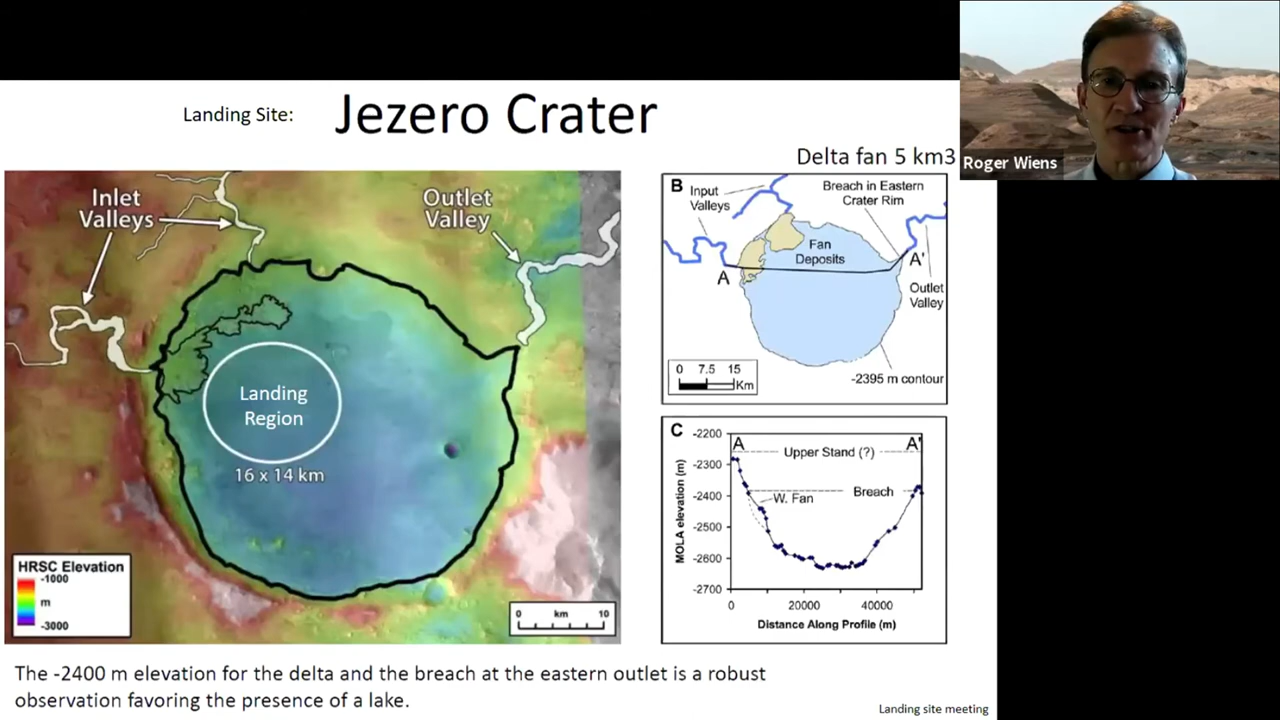 Landing Site:
Jezero Crater
Delta fan 5 km3
Roger Wiens
Inlet
Valleys
Outlet
Valley
Landing
Region
16 x 14 km
HRSC Elevation
-1000
m
-3000
0 km 10
B
Input
Valleys
Breach in Eastern
Crater Rim
Fan
Deposits
A
A'
Outlet
Valley
0 7.5 15
Km
-2395 m contour
C
-2200
-2300
-2400
-2500
-2600
-2700
MOLA elevation (m)
A
A'
Upper Stand (?)
Breach
W. Fan
0 20000 40000
Distance Along Profile (m)
The -2400 m elevation for the delta and the breach at the eastern outlet is a robust
observation favoring the presence of a lake.
Landing site meeting